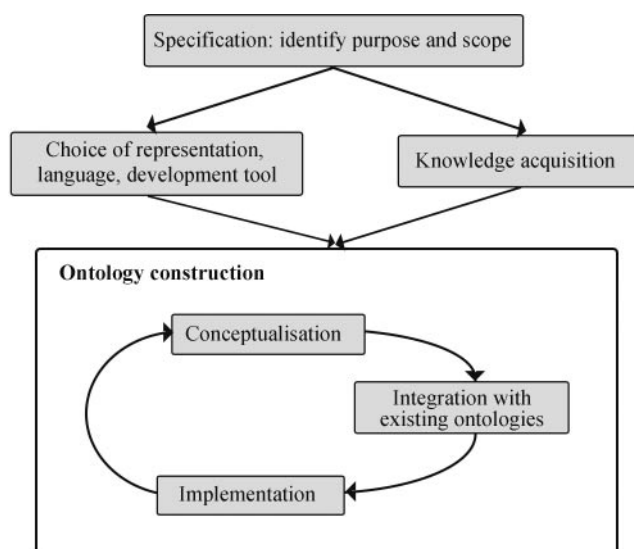 Specification: identify purpose and scope
Choice of representation,
language, development tool
Knowledge acquisition
Ontology construction
Conceptualisation
Integration with
existing ontologies
Implementation